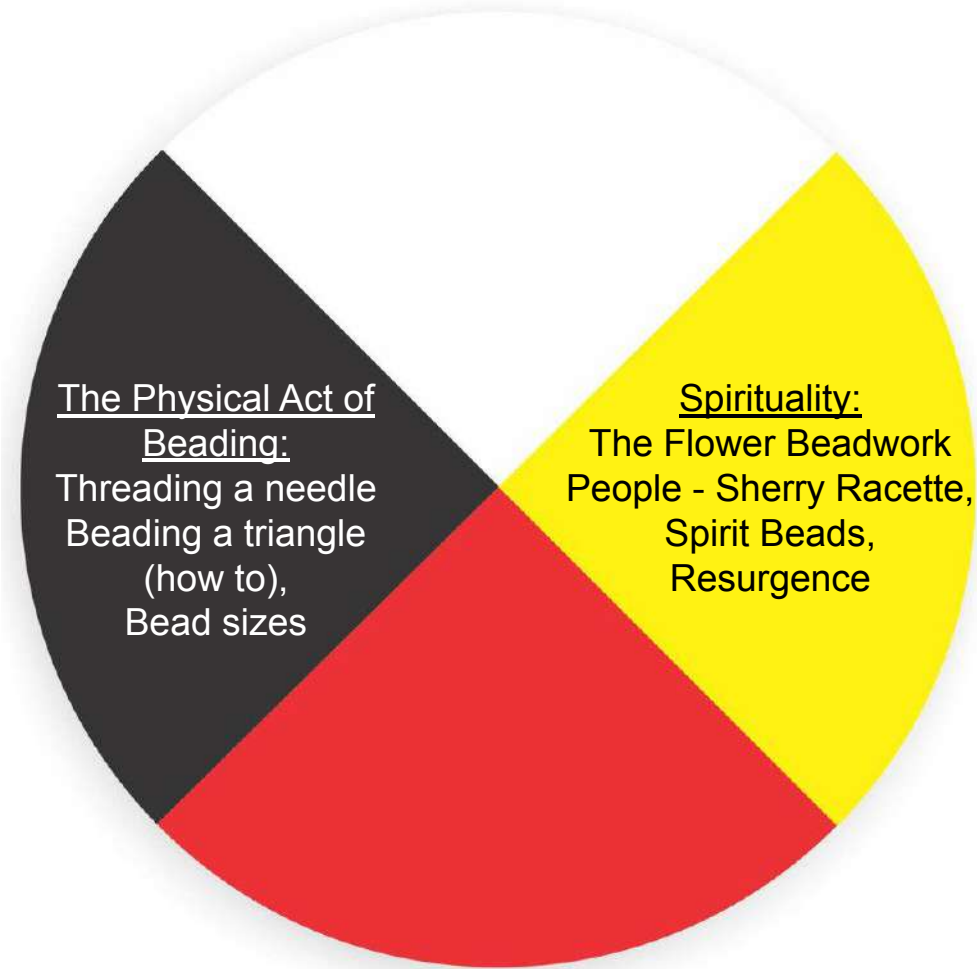 The Physical Act of
Beading:
Threading a needle
Beading a triangle
(how to),
Bead sizes
Spirituality:
The Flower Beadwork
People - Sherry Racette,
Spirit Beads,
Resurgence